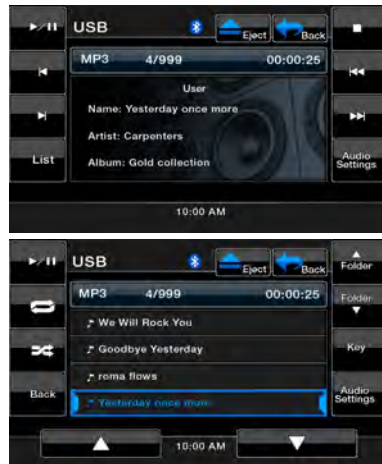 USB
Eject
Back
MP3 4/999 00:00:25
User
Name: Yesterday once more
Artist: Carpenters
List
Album: Gold collection
Audio
Settings
10:00 AM
USB
Eject
Back
Folder
MP3 4/999 00:00:25
Folder
We Will Rock You
Goodbye Yesterday
Key
roma flows
Back
Yesterday once more
Audio
Settings
10:00 AM